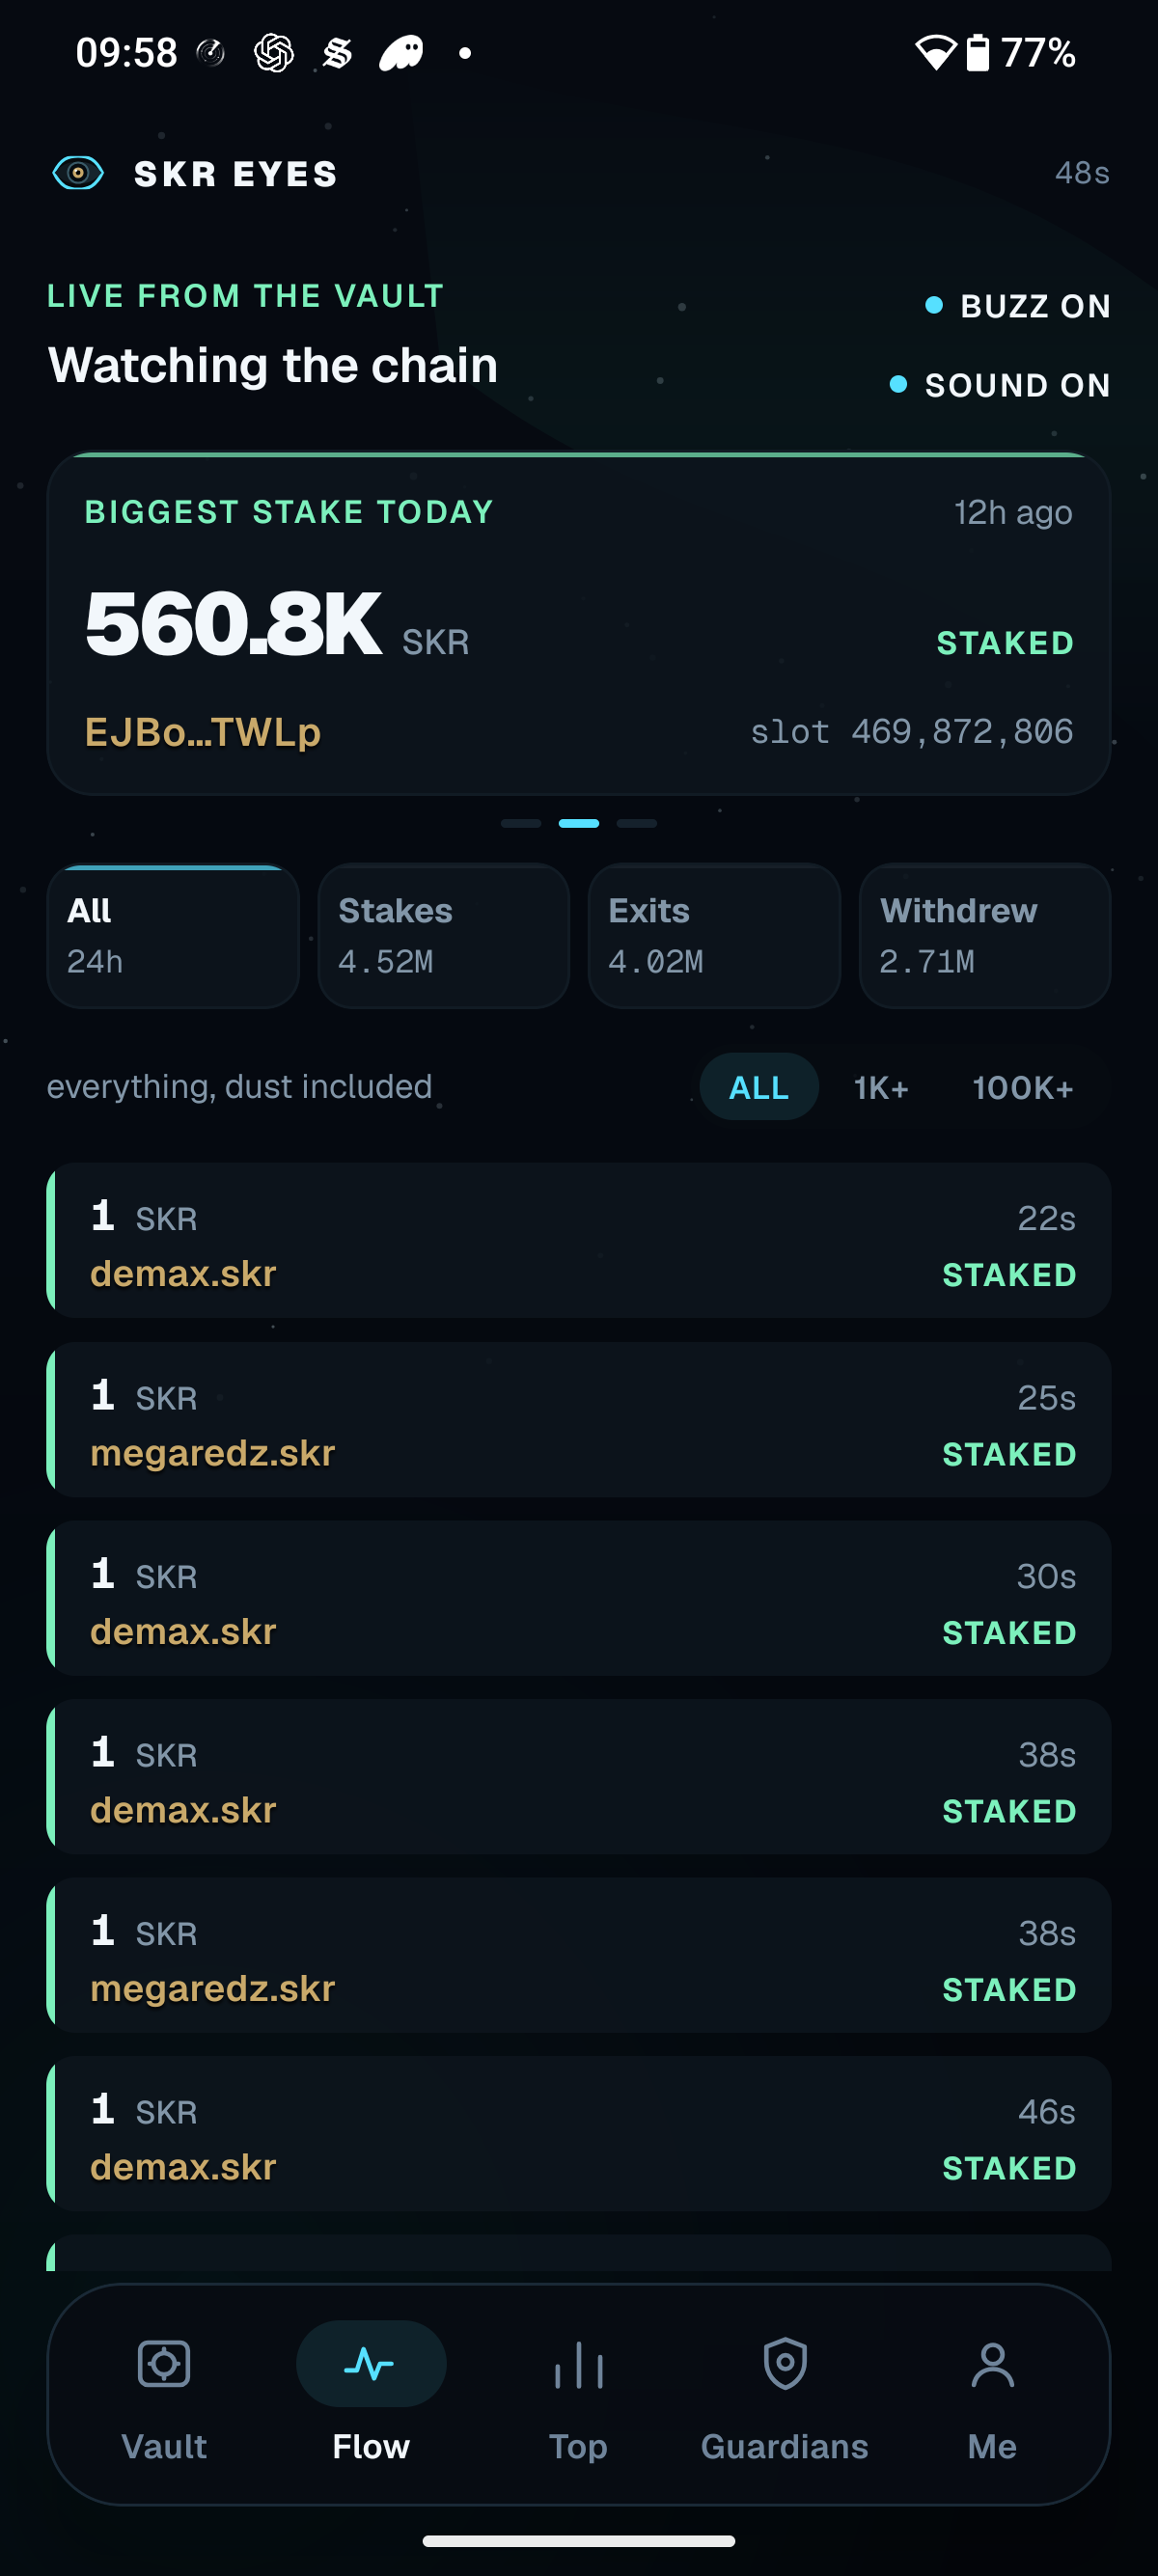 09:58
77%
SKR EYES
48s
LIVE FROM THE VAULT
BUZZ ON
Watching the chain
SOUND ON
BIGGEST STAKE TODAY
12h ago
560.8K SKR
STAKED
EJBo...TWLp
slot 469,872,806
All
24h
Stakes
4.52M
Exits
4.02M
Withdrew
2.71M
everything, dust included
ALL
1K+
100K+
1 SKR
22s
demax.skr
STAKED
1 SKR
25s
megaredz.skr
STAKED
1 SKR
30s
demax.skr
STAKED
1 SKR
38s
demax.skr
STAKED
1 SKR
38s
megaredz.skr
STAKED
1 SKR
46s
demax.skr
STAKED
Vault
Flow
Top
Guardians
Me